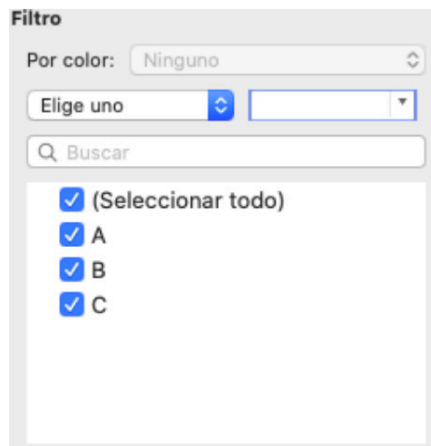 Filtro
Por color: Ninguno
Elige uno
Buscar
(Seleccionar todo)
A
B
C